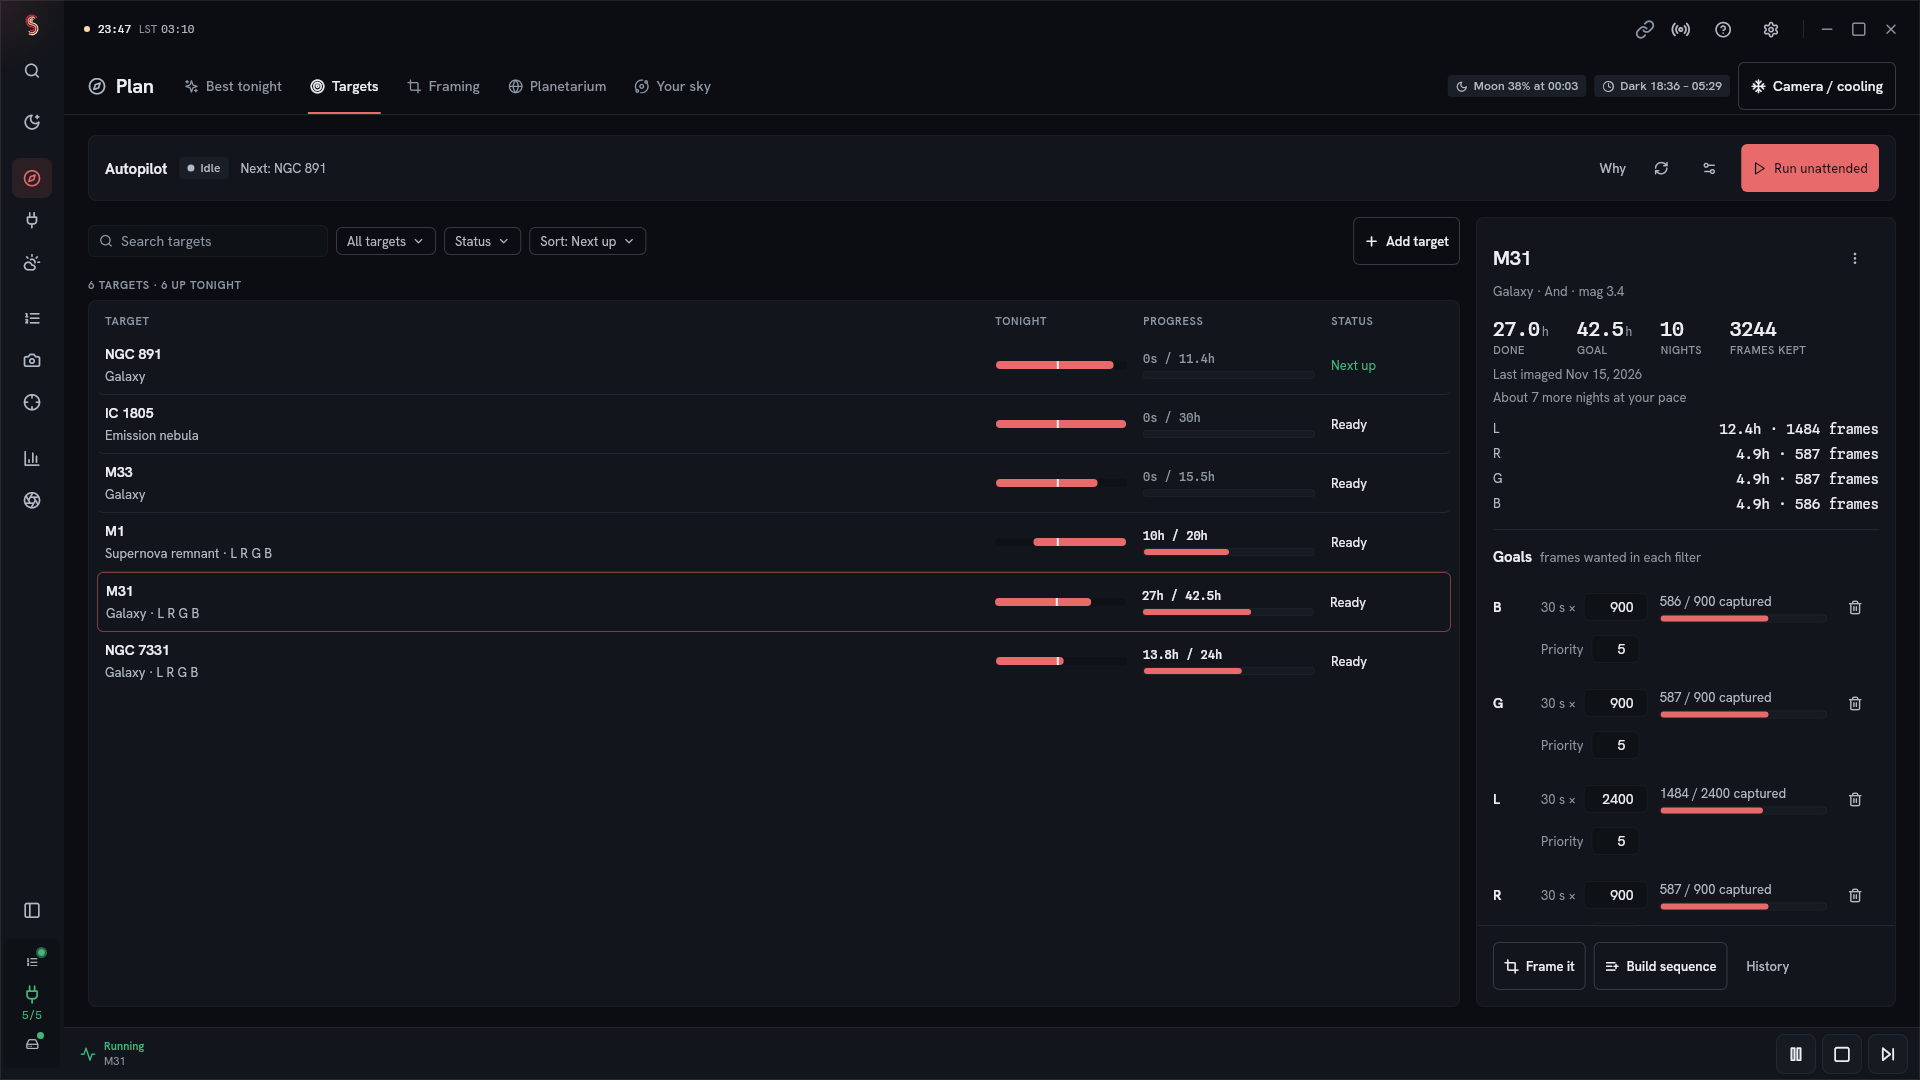 23:47 LST 03:10
Plan
Best tonight
Targets
Framing
Planetarium
Your sky
Moon 38% at 00:03
Dark 18:36 – 05:29
Camera / cooling
Autopilot
Idle
Next: NGC 891
Why
Run unattended
Search targets
All targets
Status
Sort: Next up
Add target
6 TARGETS · 6 UP TONIGHT
TARGET TONIGHT PROGRESS STATUS
NGC 891
Galaxy
0s / 11.4h
Next up
IC 1805
Emission nebula
0s / 30h
Ready
M33
Galaxy
0s / 15.5h
Ready
M1
Supernova remnant · L R G B
10h / 20h
Ready
M31
Galaxy · L R G B
27h / 42.5h
Ready
NGC 7331
Galaxy · L R G B
13.8h / 24h
Ready
M31
Galaxy · And · mag 3.4
27.0h 42.5h 10 3244
DONE GOAL NIGHTS FRAMES KEPT
Last imaged Nov 15, 2026
About 7 more nights at your pace
L 12.4h · 1484 frames
R 4.9h · 587 frames
G 4.9h · 587 frames
B 4.9h · 586 frames
Goals frames wanted in each filter
B 30 s × 900 586 / 900 captured
Priority 5
G 30 s × 900 587 / 900 captured
Priority 5
L 30 s × 2400 1484 / 2400 captured
Priority 5
R 30 s × 900 587 / 900 captured
Frame it
Build sequence
History
5/5
Running
M31